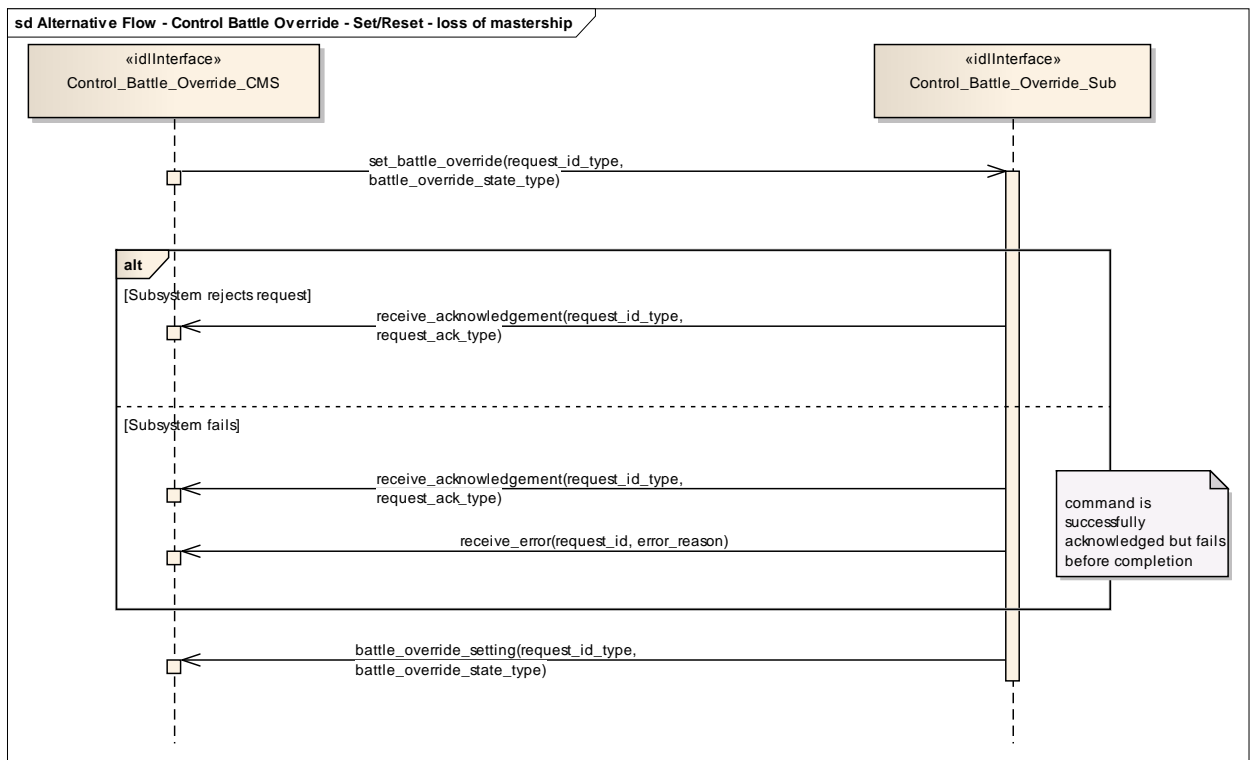 sd Alternative Flow - Control Battle Override - Set/Reset - loss of mastership
«idlInterface»
Control_Battle_Override_CMS
«idlInterface»
Control_Battle_Override_Sub
set_battle_override(request_id_type,
battle_override_state_type)
alt
[Subsystem rejects request]
receive_acknowledgement(request_id_type,
request_ack_type)
[Subsystem fails]
receive_acknowledgement(request_id_type,
request_ack_type)
command is
successfully
acknowledged but fails
before completion
receive_error(request_id, error_reason)
battle_override_setting(request_id_type,
battle_override_state_type)